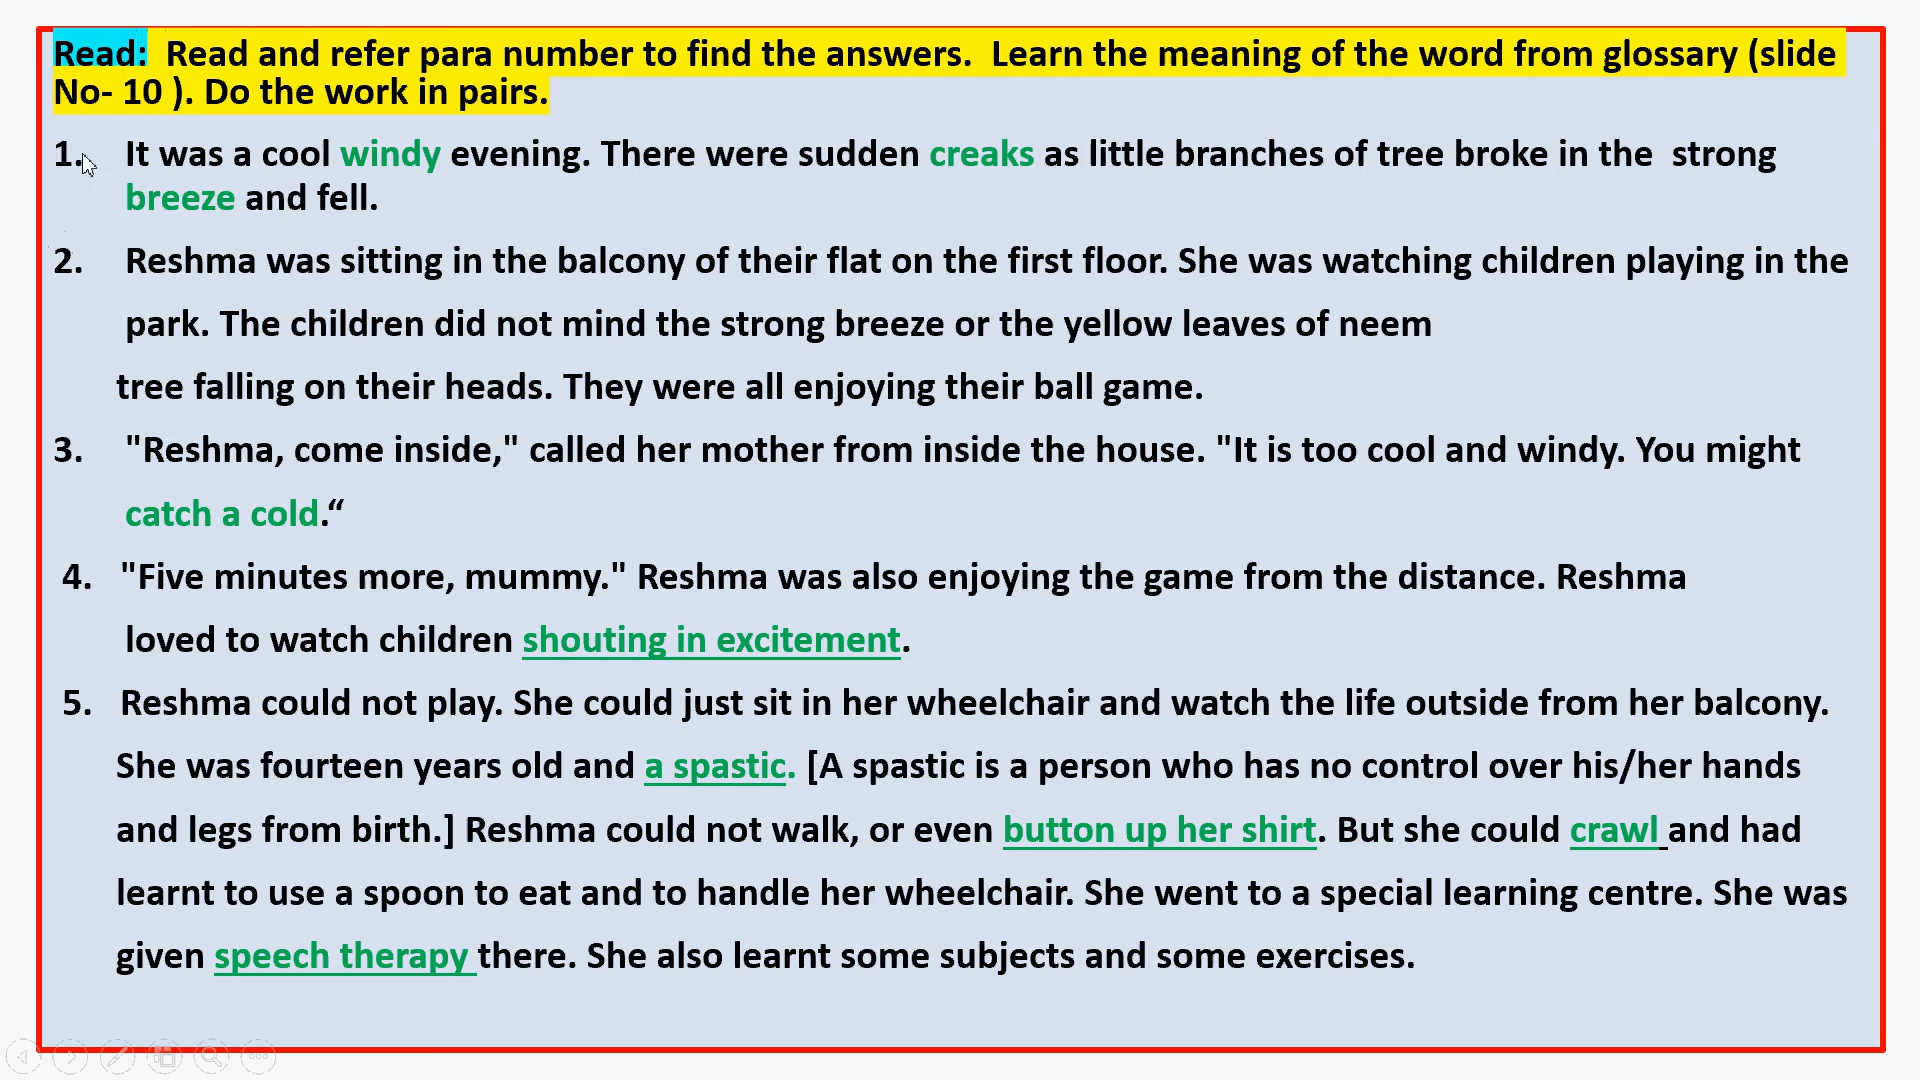 Read: Read and refer para number to find the answers. Learn the meaning of the word from glossary (slide
No- 10 ). Do the work in pairs.
1. It was a cool windy evening. There were sudden creaks as little branches of tree broke in the strong
breeze and fell.
2. Reshma was sitting in the balcony of their flat on the first floor. She was watching children playing in the
park. The children did not mind the strong breeze or the yellow leaves of neem
tree falling on their heads. They were all enjoying their ball game.
3. "Reshma, come inside," called her mother from inside the house. "It is too cool and windy. You might
catch a cold.“
4. "Five minutes more, mummy." Reshma was also enjoying the game from the distance. Reshma
loved to watch children shouting in excitement.
5. Reshma could not play. She could just sit in her wheelchair and watch the life outside from her balcony.
She was fourteen years old and a spastic. [A spastic is a person who has no control over his/her hands
and legs from birth.] Reshma could not walk, or even button up her shirt. But she could crawl and had
learnt to use a spoon to eat and to handle her wheelchair. She went to a special learning centre. She was
given speech therapy there. She also learnt some subjects and some exercises.